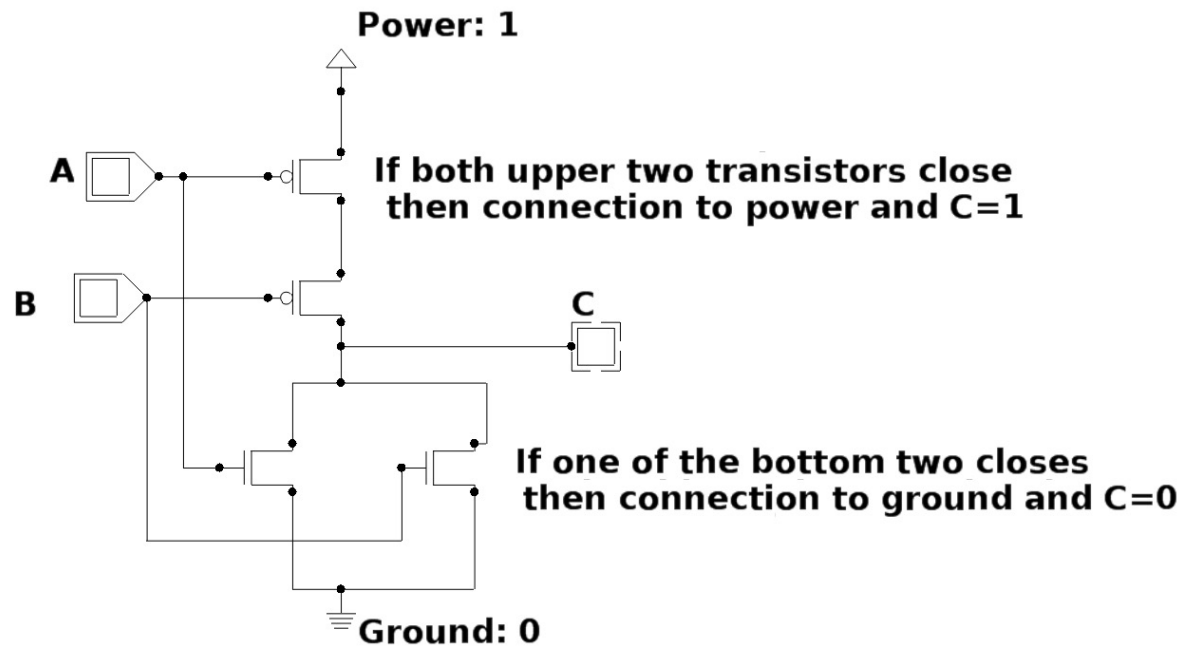 Power: 1
A
If both upper two transistors close
then connection to power and C=1
B
C
If one of the bottom two closes
then connection to ground and C=0
Ground: 0